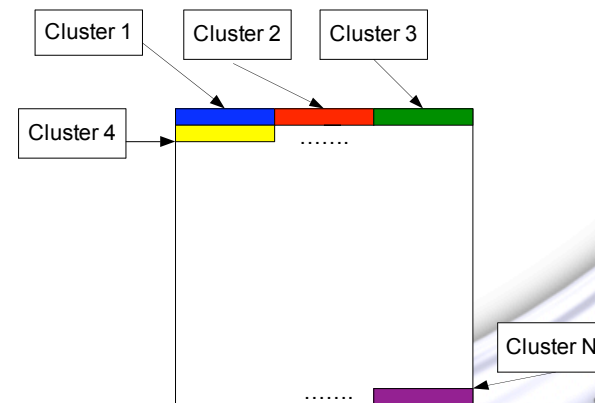 Cluster 1
Cluster 2
Cluster 3
Cluster 4
.......
Cluster N
.......